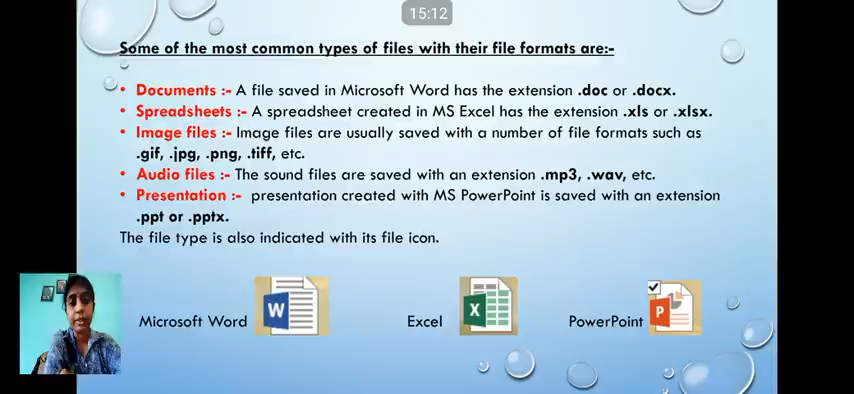 15:12
Some of the most common types of files with their file formats are:-
• Documents :- A file saved in Microsoft Word has the extension .doc or .docx.
• Spreadsheets :- A spreadsheet created in MS Excel has the extension .xls or .xlsx.
• Image files :- Image files are usually saved with a number of file formats such as
.gif, .jpg, .png, .tiff, etc.
• Audio files :- The sound files are saved with an extension .mp3, .wav, etc.
• Presentation :- presentation created with MS PowerPoint is saved with an extension
.ppt or .pptx.
The file type is also indicated with its file icon.
Microsoft Word W Excel X PowerPoint P